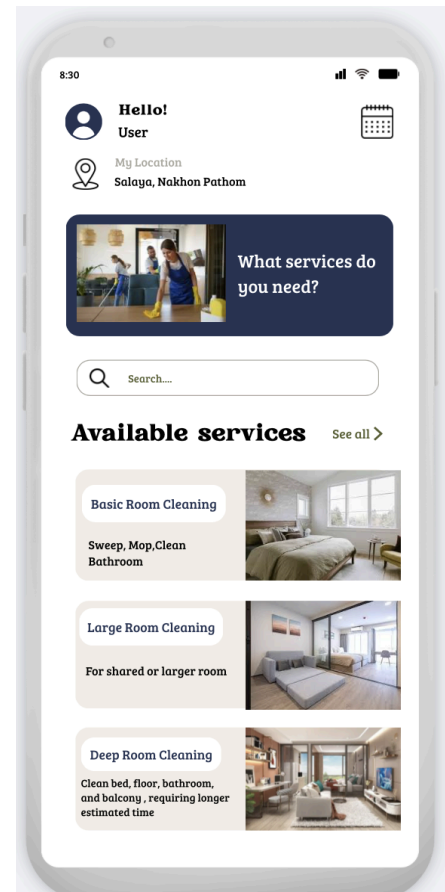 8:30
Hello!
User
My Location
Salaya, Nakhon Pathom
What services do
you need?
Search....
Available services
See all
Basic Room Cleaning
Sweep, Mop,Clean
Bathroom
Large Room Cleaning
For shared or larger room
Deep Room Cleaning
Clean bed, floor, bathroom,
and balcony , requiring longer
estimated time